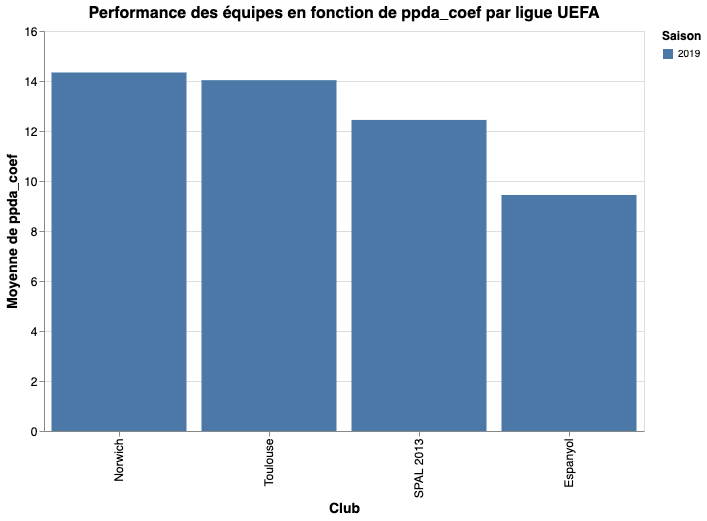 Performance des équipes en fonction de ppda_coef par ligue UEFA
Saison
2019
Moyenne de ppda_coef
16
14
12
10
8
6
4
2
0
Norwich
Toulouse
SPAL 2013
Espanyol
Club